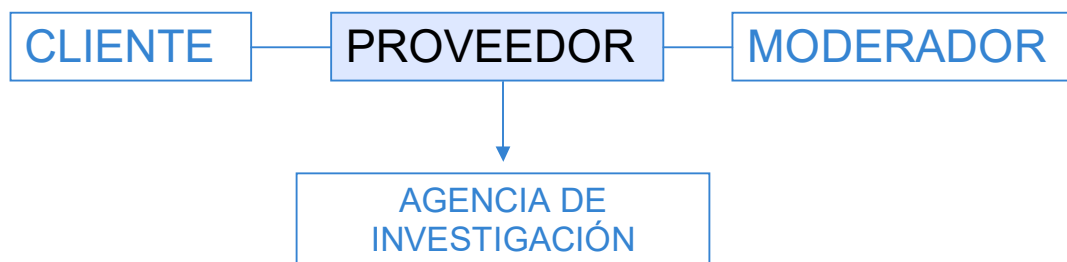 CLIENTE
PROVEEDOR
MODERADOR
AGENCIA DE
INVESTIGACIÓN